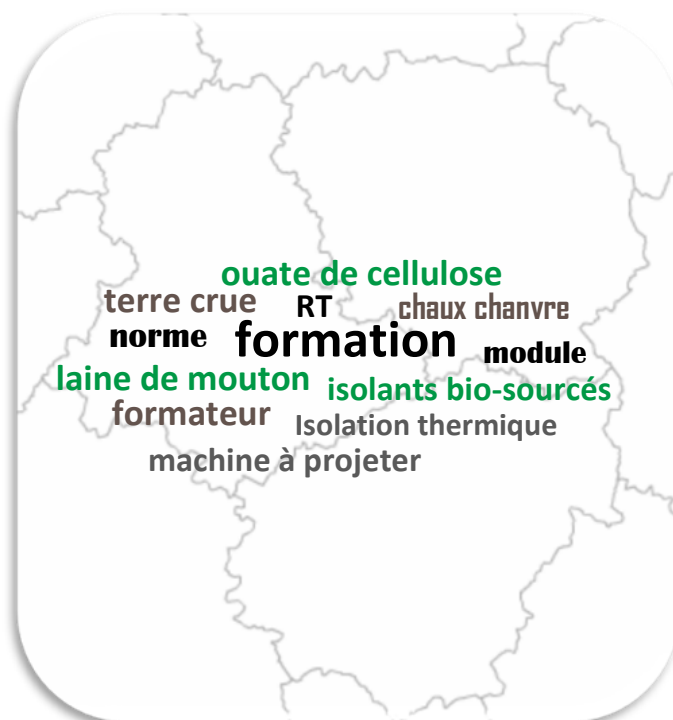 ouate de cellulose
terre crue RT chaux chanvre
norme formation module
laine de mouton isolants bio-sourcés
formateur Isolation thermique
machine à projeter